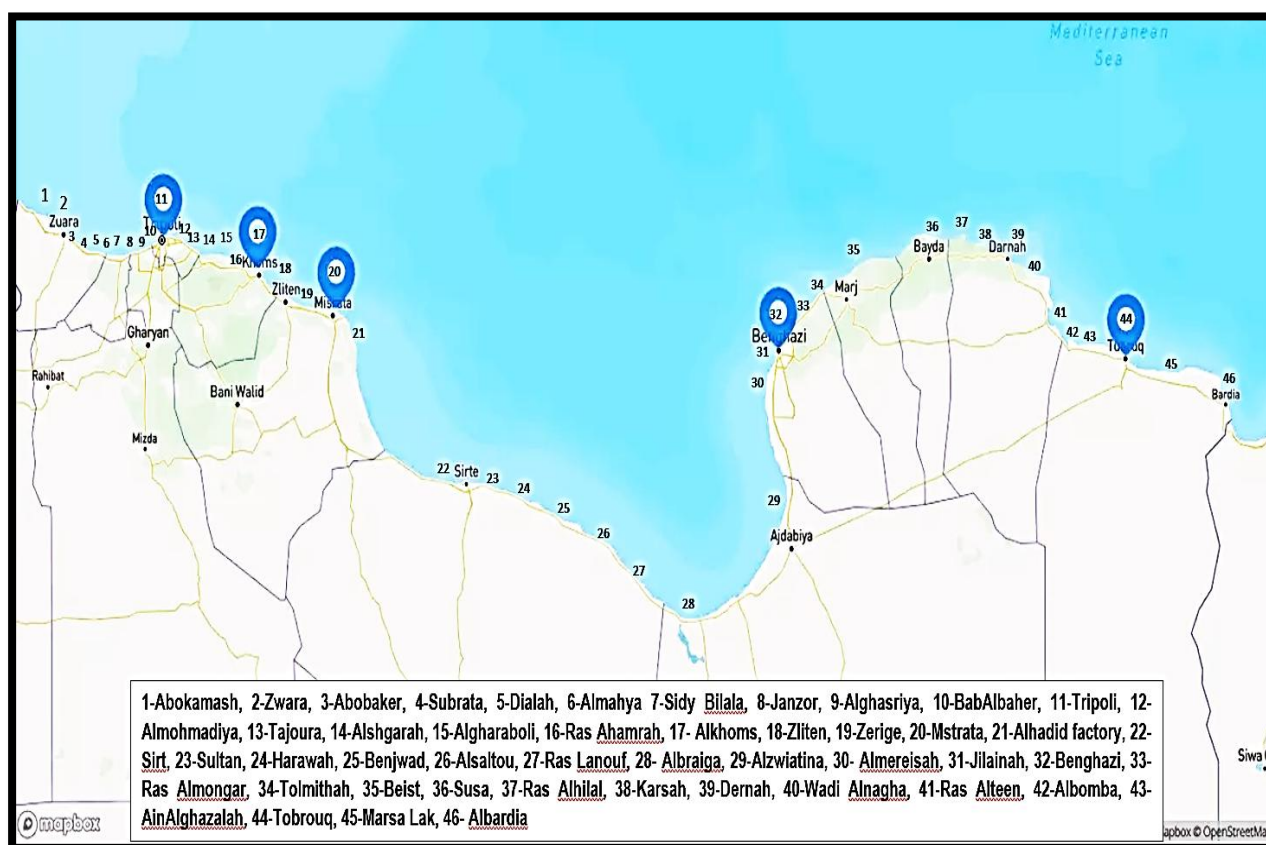 Mediterranean
Sea
1 2
Zuara
3 4 5 6 7 8 9 10
11
12 13 14 15 16
17
Khoms
18
Zliten
19
20
Misrata
21
Gharyan
Rahibat
Bani Walid
Mizda
22 Sirte 23 24 25 26 27 28 29
Ajdabiya
30 31
32
Benghazi
33 34
Marj
35 36
Bayda
37 38 39
Darnah
40 41 42 43
44
45 46
Bardia
Siwa
1-Abokamash, 2-Zwara, 3-Abobaker, 4-Subrata, 5-Dialah, 6-Almahya 7-Sidy Bilala, 8-Janzor, 9-Alghasriya, 10-BabAlbaher, 11-Tripoli, 12-
Almohmadiya, 13-Tajoura, 14-Alshgarah, 15-Algharaboli, 16-Ras Ahamrah, 17- Alkhoms, 18-Zliten, 19-Zerige, 20-Mstrata, 21-Alhadid factory, 22-
Sirt, 23-Sultan, 24-Harawah, 25-Benjwad, 26-Alsaltou, 27-Ras Lanouf, 28- Albraiga, 29-Alzwiatina, 30- Almereisah, 31-Jilainah, 32-Benghazi, 33-
Ras Almongar, 34-Tolmithah, 35-Beist, 36-Susa, 37-Ras Alhilal, 38-Karsah, 39-Dernah, 40-Wadi Alnagha, 41-Ras Alteen, 42-Albomba, 43-
AinAlghazalah, 44-Tobrouq, 45-Marsa Lak, 46- Albardia
mapbox
apbox © OpenStreetMa